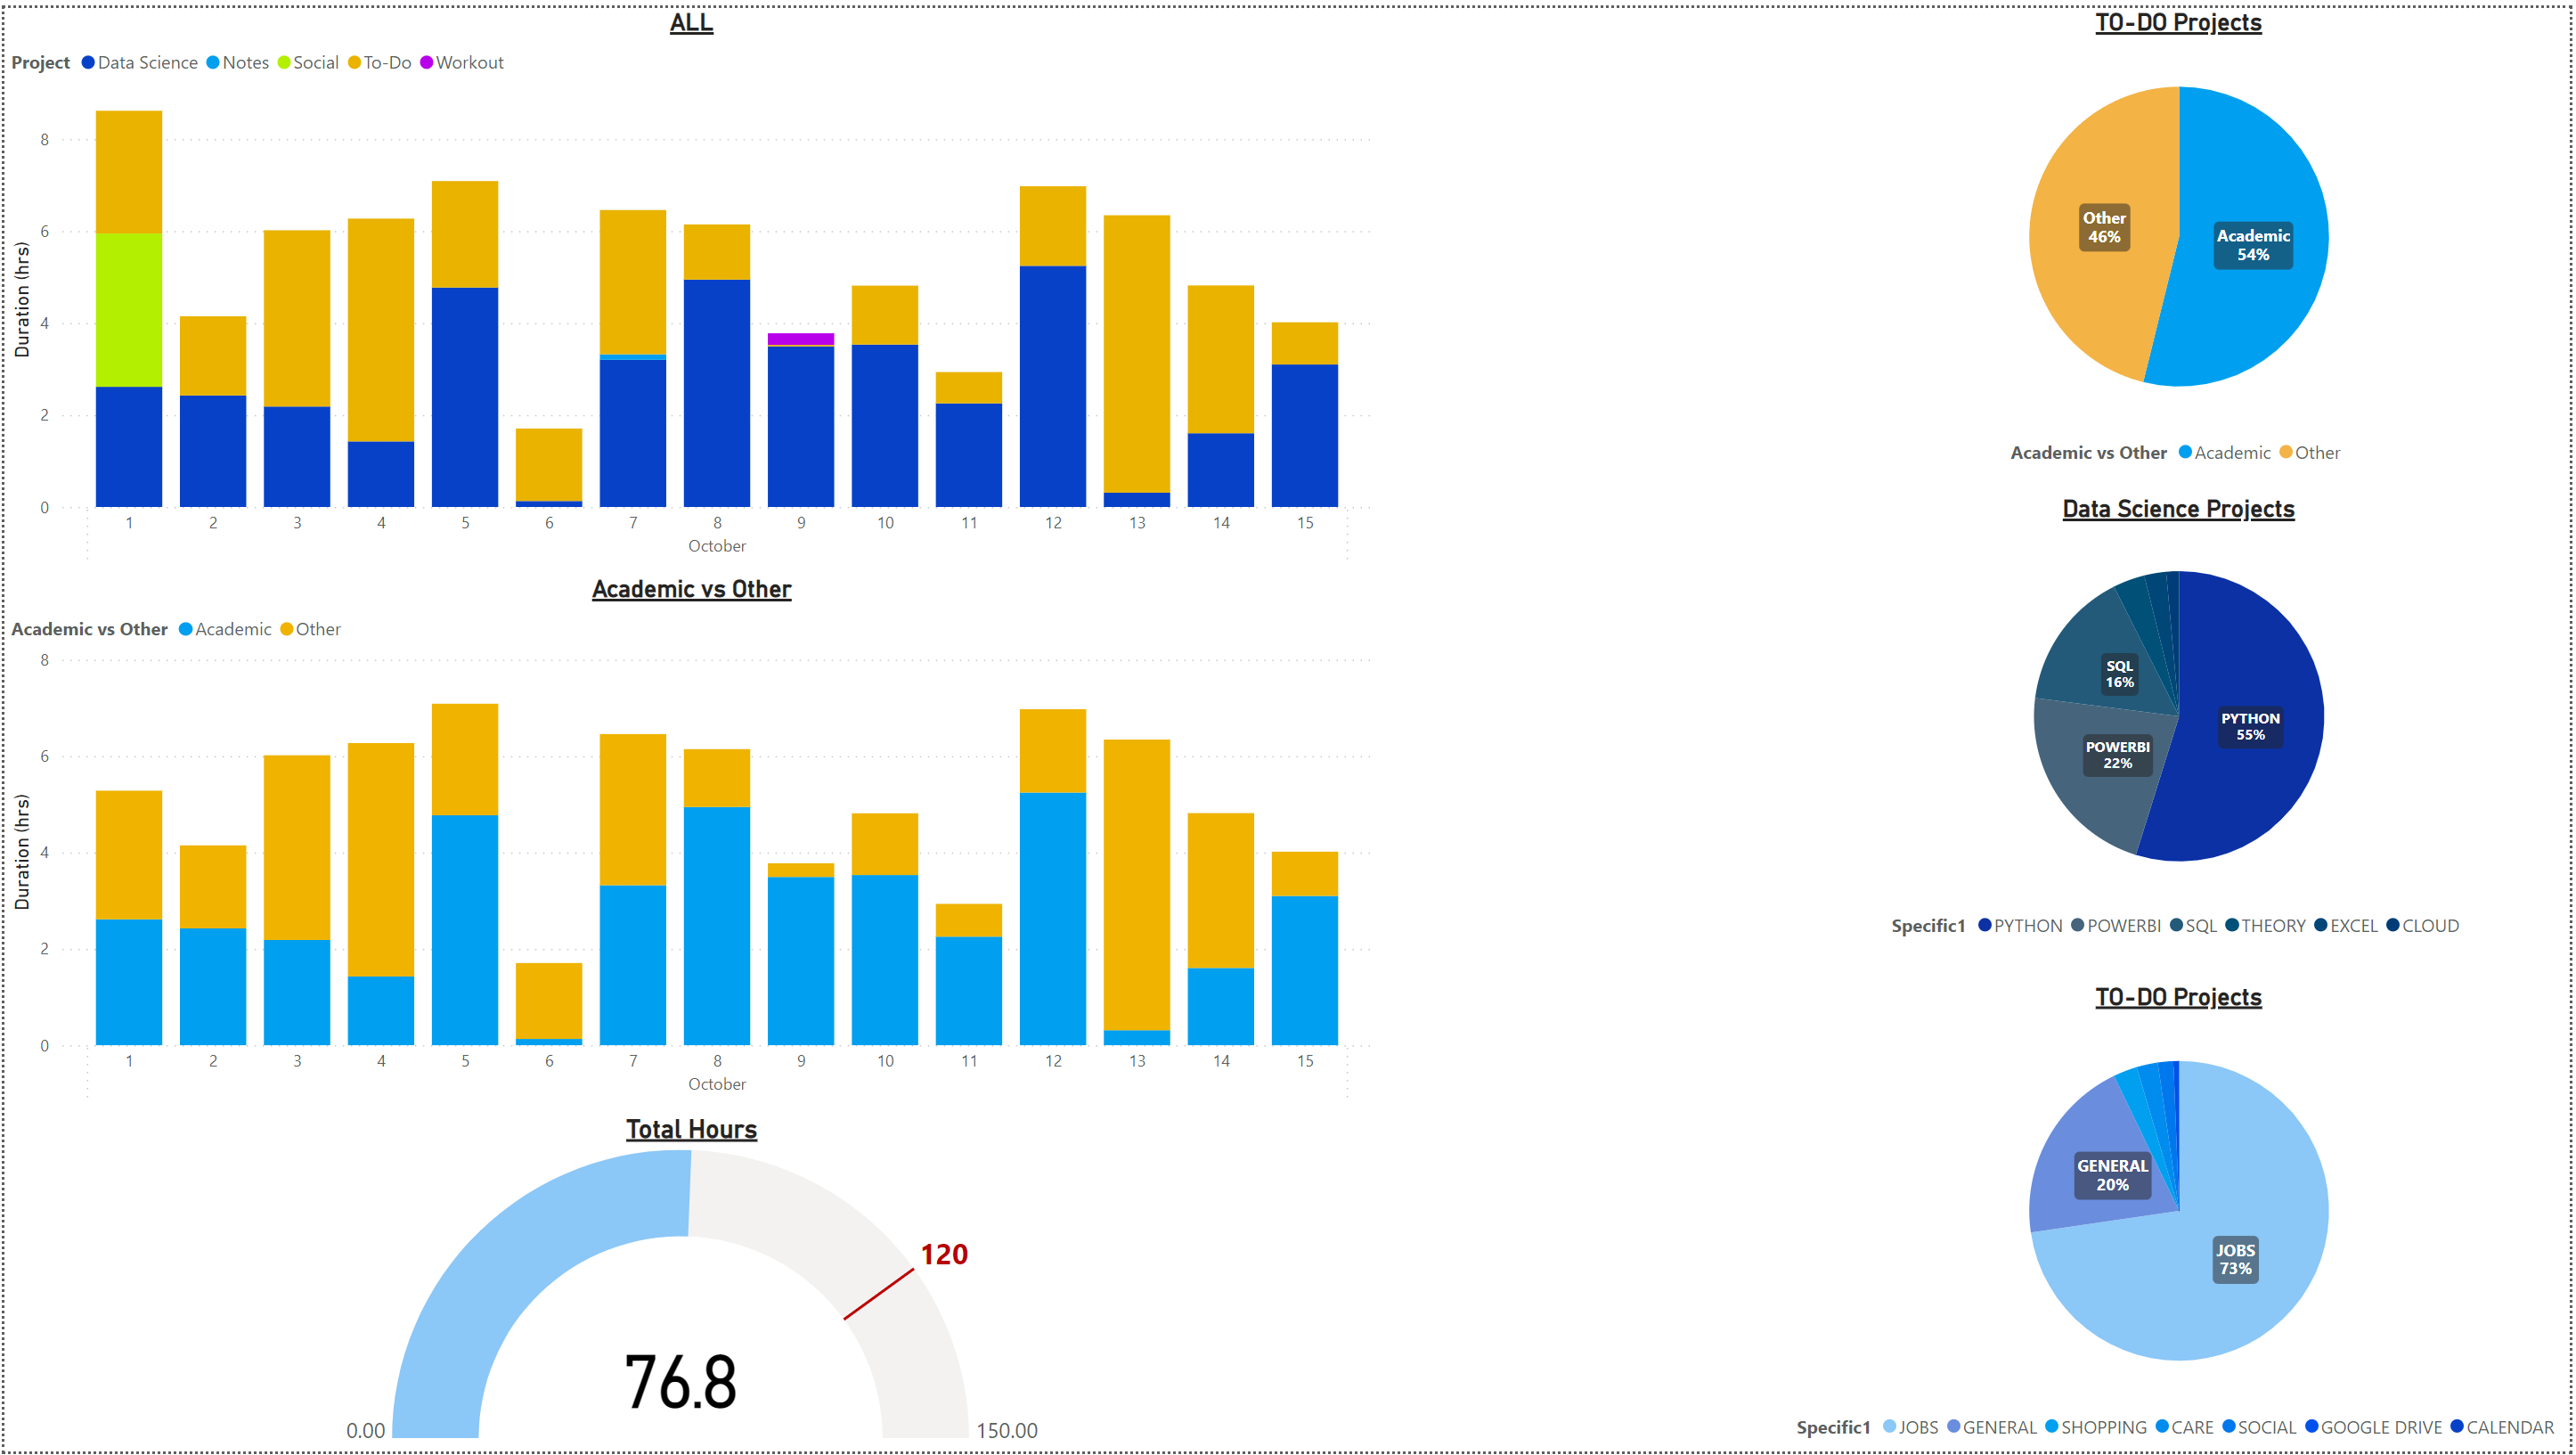 ALL
Project Data Science Notes Social To-Do Workout
Duration (hrs)
8
6
4
2
0
1 2 3 4 5 6 7 8 9 10 11 12 13 14 15
October
Academic vs Other
Academic vs Other Academic Other
Duration (hrs)
8
6
4
2
0
1 2 3 4 5 6 7 8 9 10 11 12 13 14 15
October
Total Hours
120
76.8
0.00 150.00
TO-DO Projects
Other
46%
Academic
54%
Academic vs Other Academic Other
Data Science Projects
SQL
16%
PYTHON
55%
POWERBI
22%
Specific1 PYTHON POWERBI SQL THEORY EXCEL CLOUD
TO-DO Projects
GENERAL
20%
JOBS
73%
Specific1 JOBS GENERAL SHOPPING CARE SOCIAL GOOGLE DRIVE CALENDAR